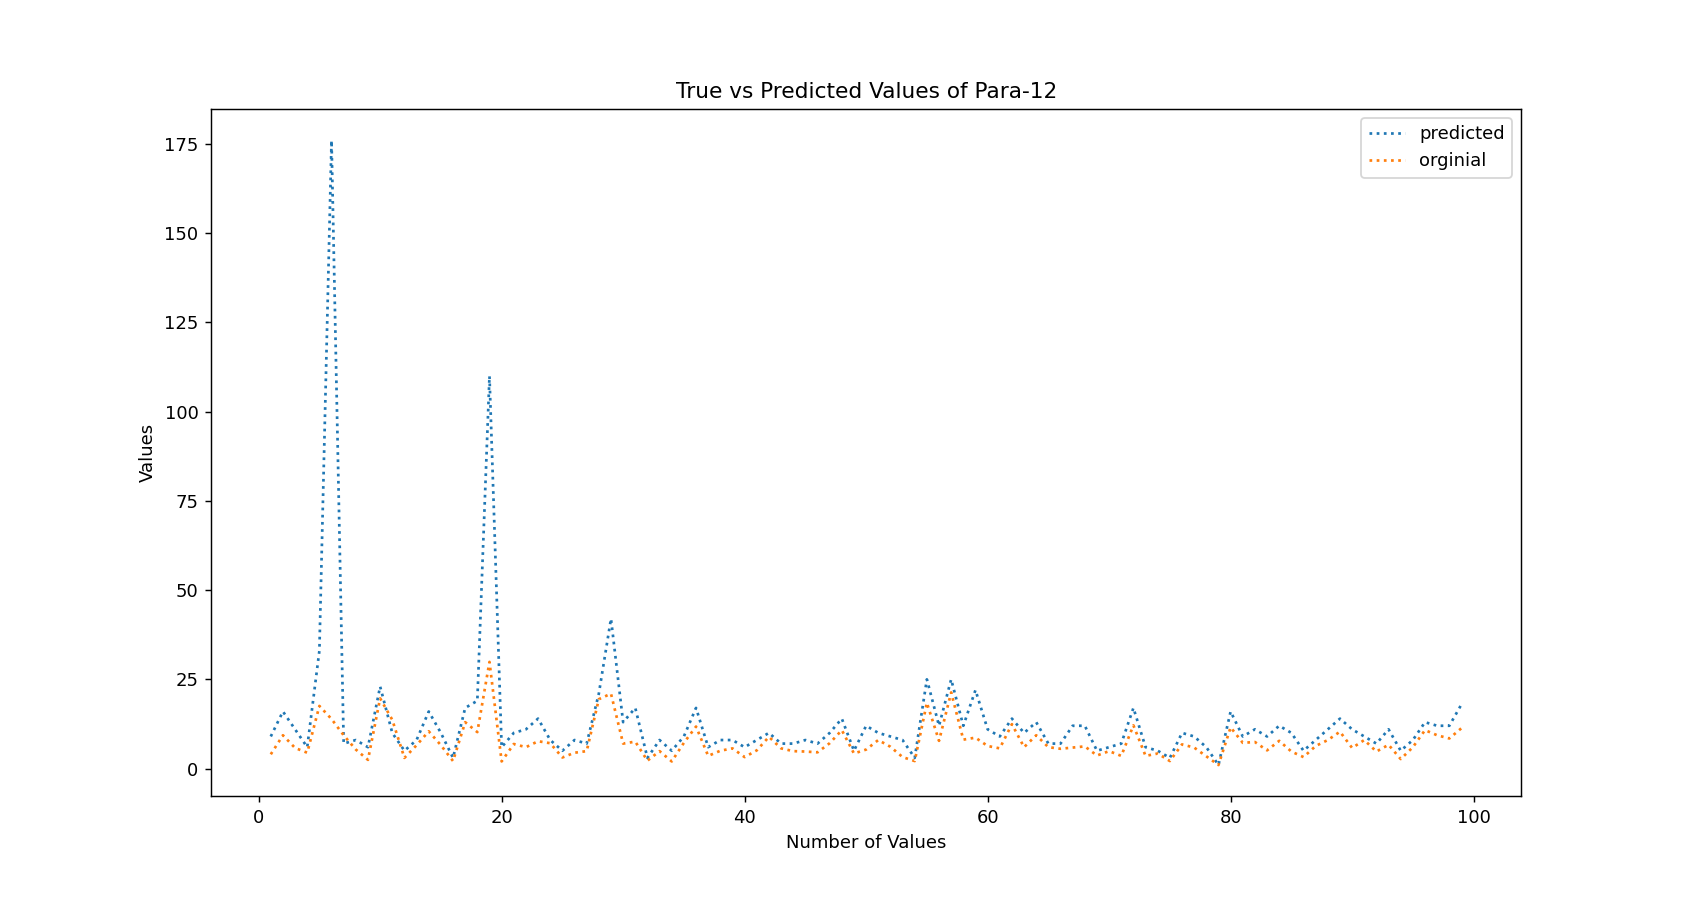 True vs Predicted Values of Para-12
predicted
orginial
175
150
125
100
75
50
25
0
Values
0 20 40 60 80 100
Number of Values